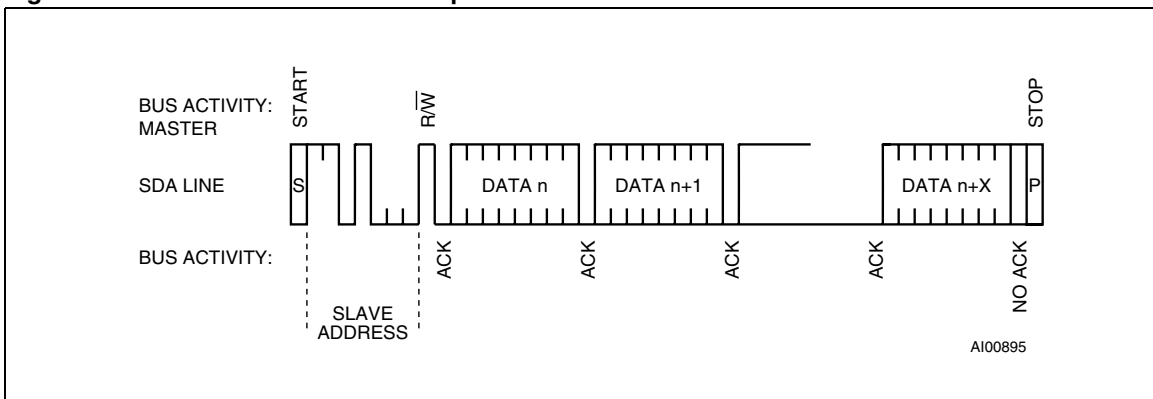 START
R/W
STOP
BUS ACTIVITY:
MASTER
SDA LINE
S
DATA n
DATA n+1
DATA n+X
P
BUS ACTIVITY:
ACK
ACK
ACK
ACK
NO ACK
SLAVE
ADDRESS
AI00895